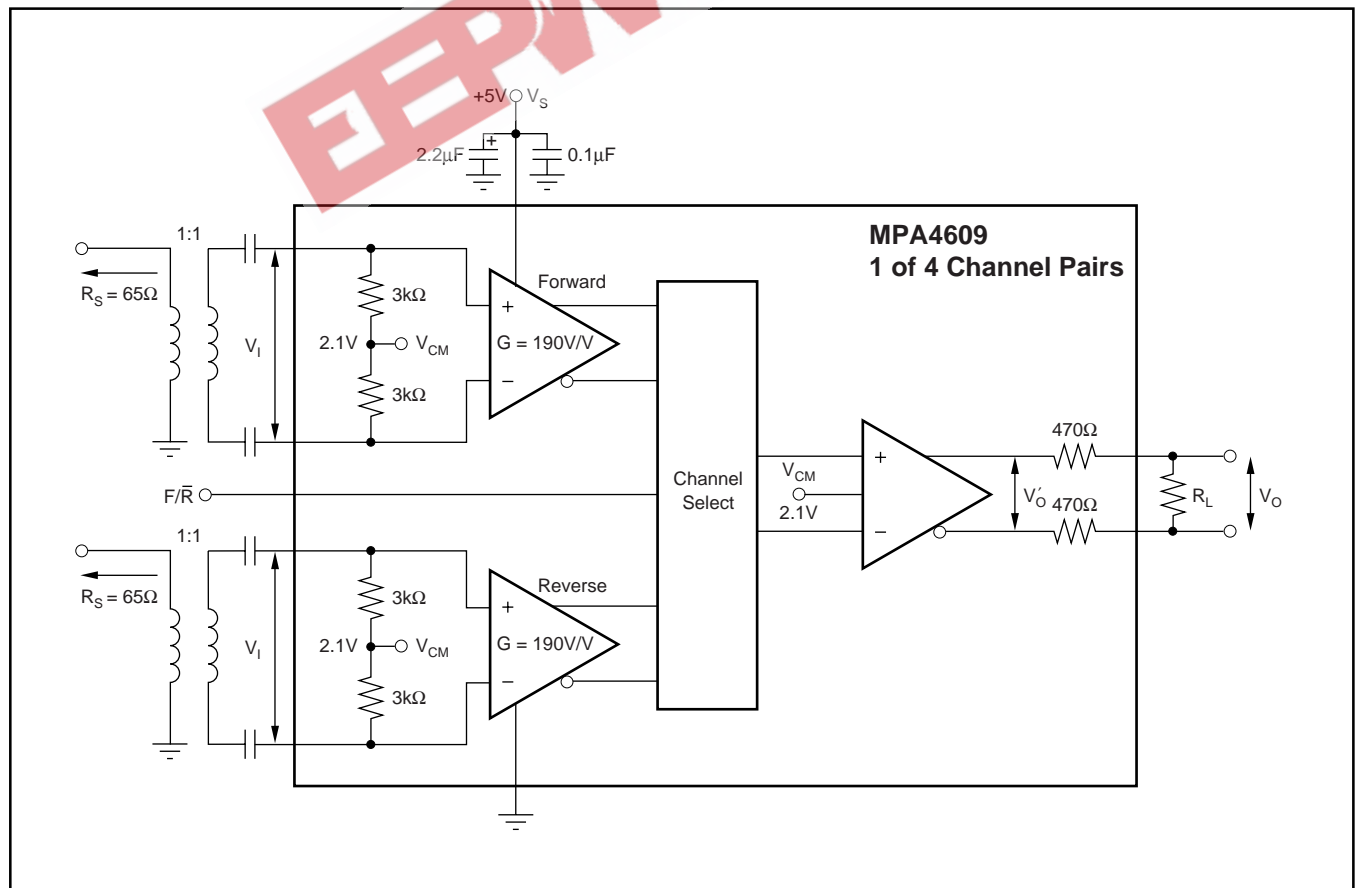 EEPW
+5V V_S
2.2µF
+
0.1µF
MPA4609
1 of 4 Channel Pairs
1:1
R_S = 65Ω
V_I
3kΩ
2.1V
V_CM
3kΩ
+
−
Forward
G = 190V/V
F/R̅
Channel
Select
V_CM
2.1V
+
−
V_O′
470Ω
470Ω
R_L
V_O
1:1
R_S = 65Ω
V_I
3kΩ
2.1V
V_CM
3kΩ
+
−
Reverse
G = 190V/V